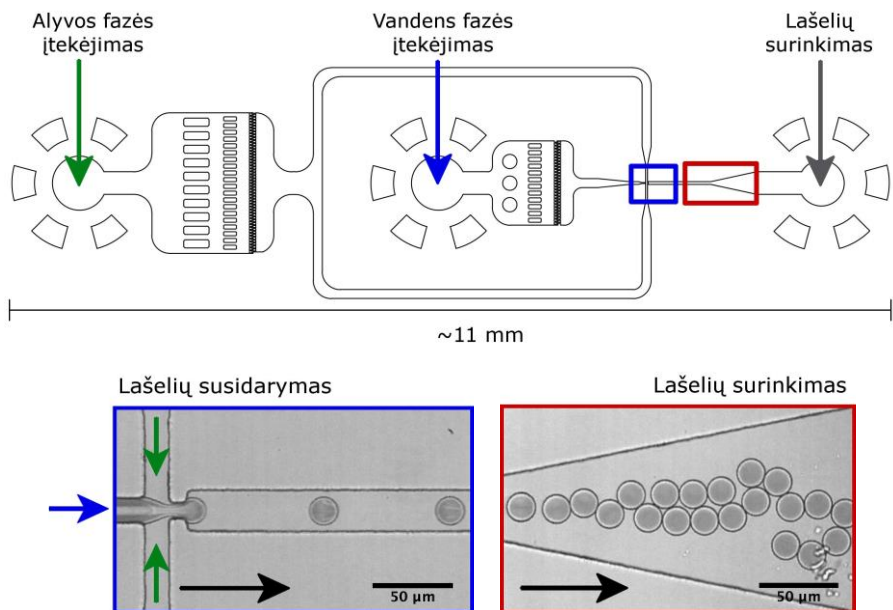 Alyvos fazės
įtekėjimas
Vandens fazės
įtekėjimas
Lašelių
surinkimas
~11 mm
Lašelių susidarymas
Lašelių surinkimas
50 µm
50 µm